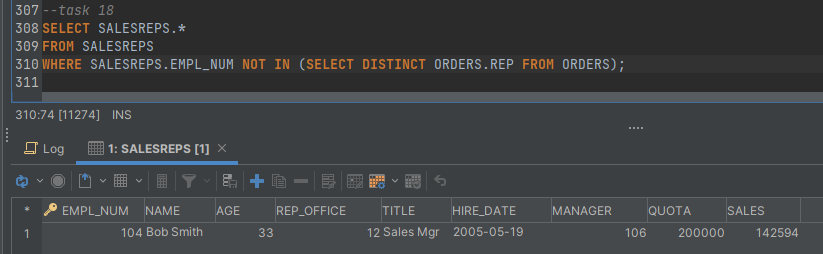 307 --task 18
308 SELECT SALESREPS.*
309 FROM SALESREPS
310 WHERE SALESREPS.EMPL_NUM NOT IN (SELECT DISTINCT ORDERS.REP FROM ORDERS);
311
310:74 [11274] INS
Log 1: SALESREPS [1]
* EMPL_NUM NAME AGE REP_OFFICE TITLE HIRE_DATE MANAGER QUOTA SALES
1 104 Bob Smith 33 12 Sales Mgr 2005-05-19 106 200000 142594